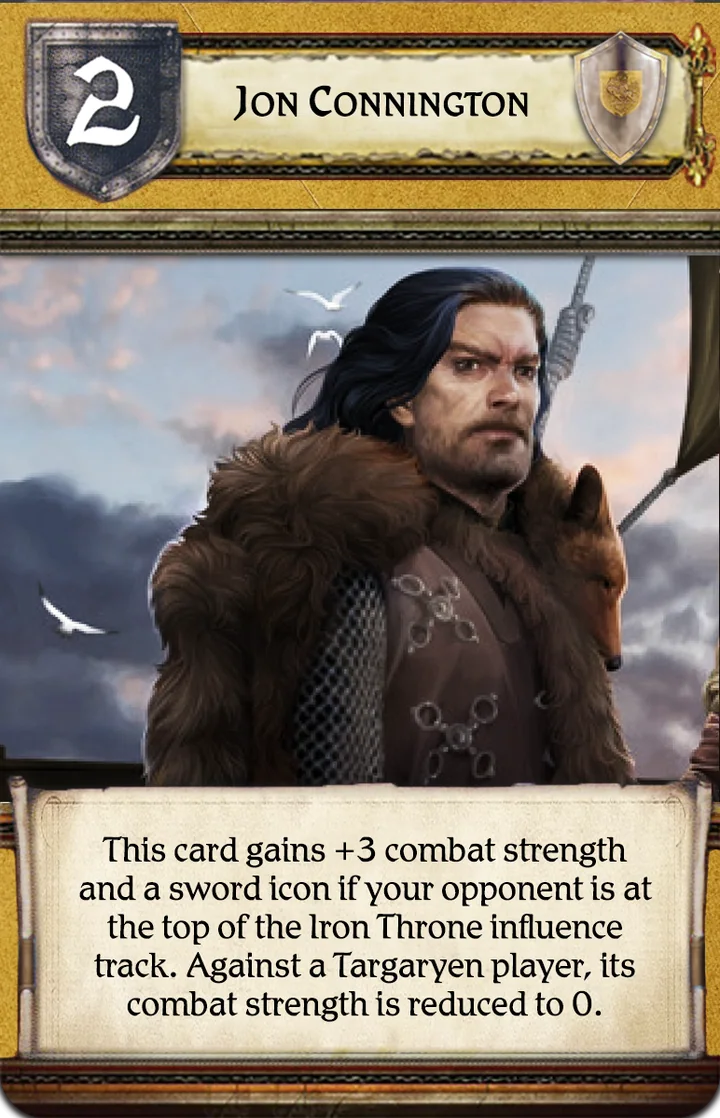 2
Jon Connington
This card gains +3 combat strength
and a sword icon if your opponent is at
the top of the Iron Throne influence
track. Against a Targaryen player, its
combat strength is reduced to 0.